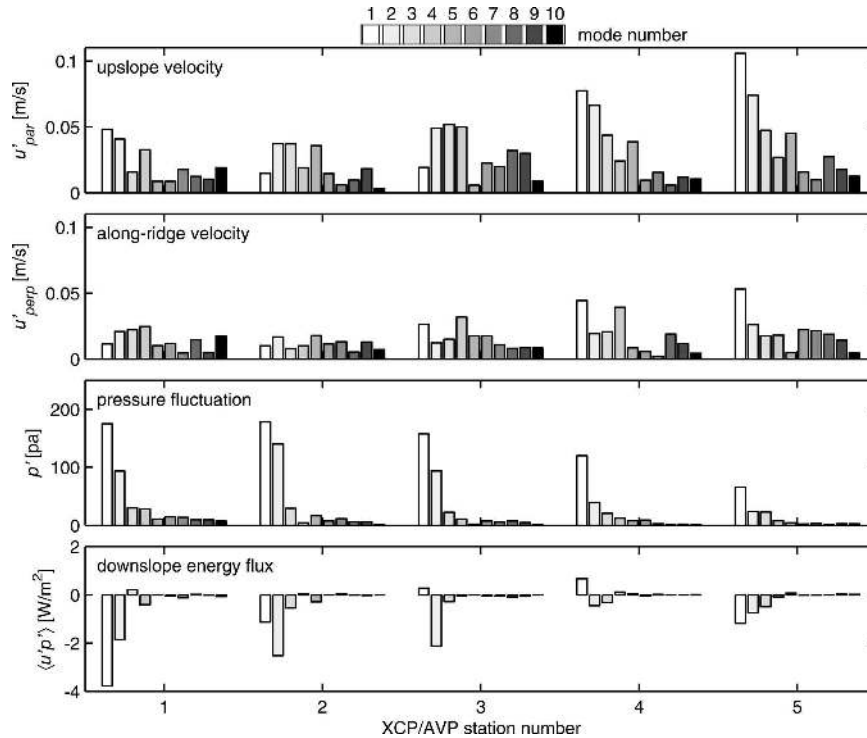 1 2 3 4 5 6 7 8 9 10
mode number
upslope velocity
u'par [m/s]
0.1
0.05
0
along-ridge velocity
u'perp [m/s]
0.1
0.05
0
pressure fluctuation
p' [pa]
200
100
0
downslope energy flux
⟨u'p'⟩ [W/m²]
2
0
-2
-4
1 2 3 4 5
XCP/AVP station number